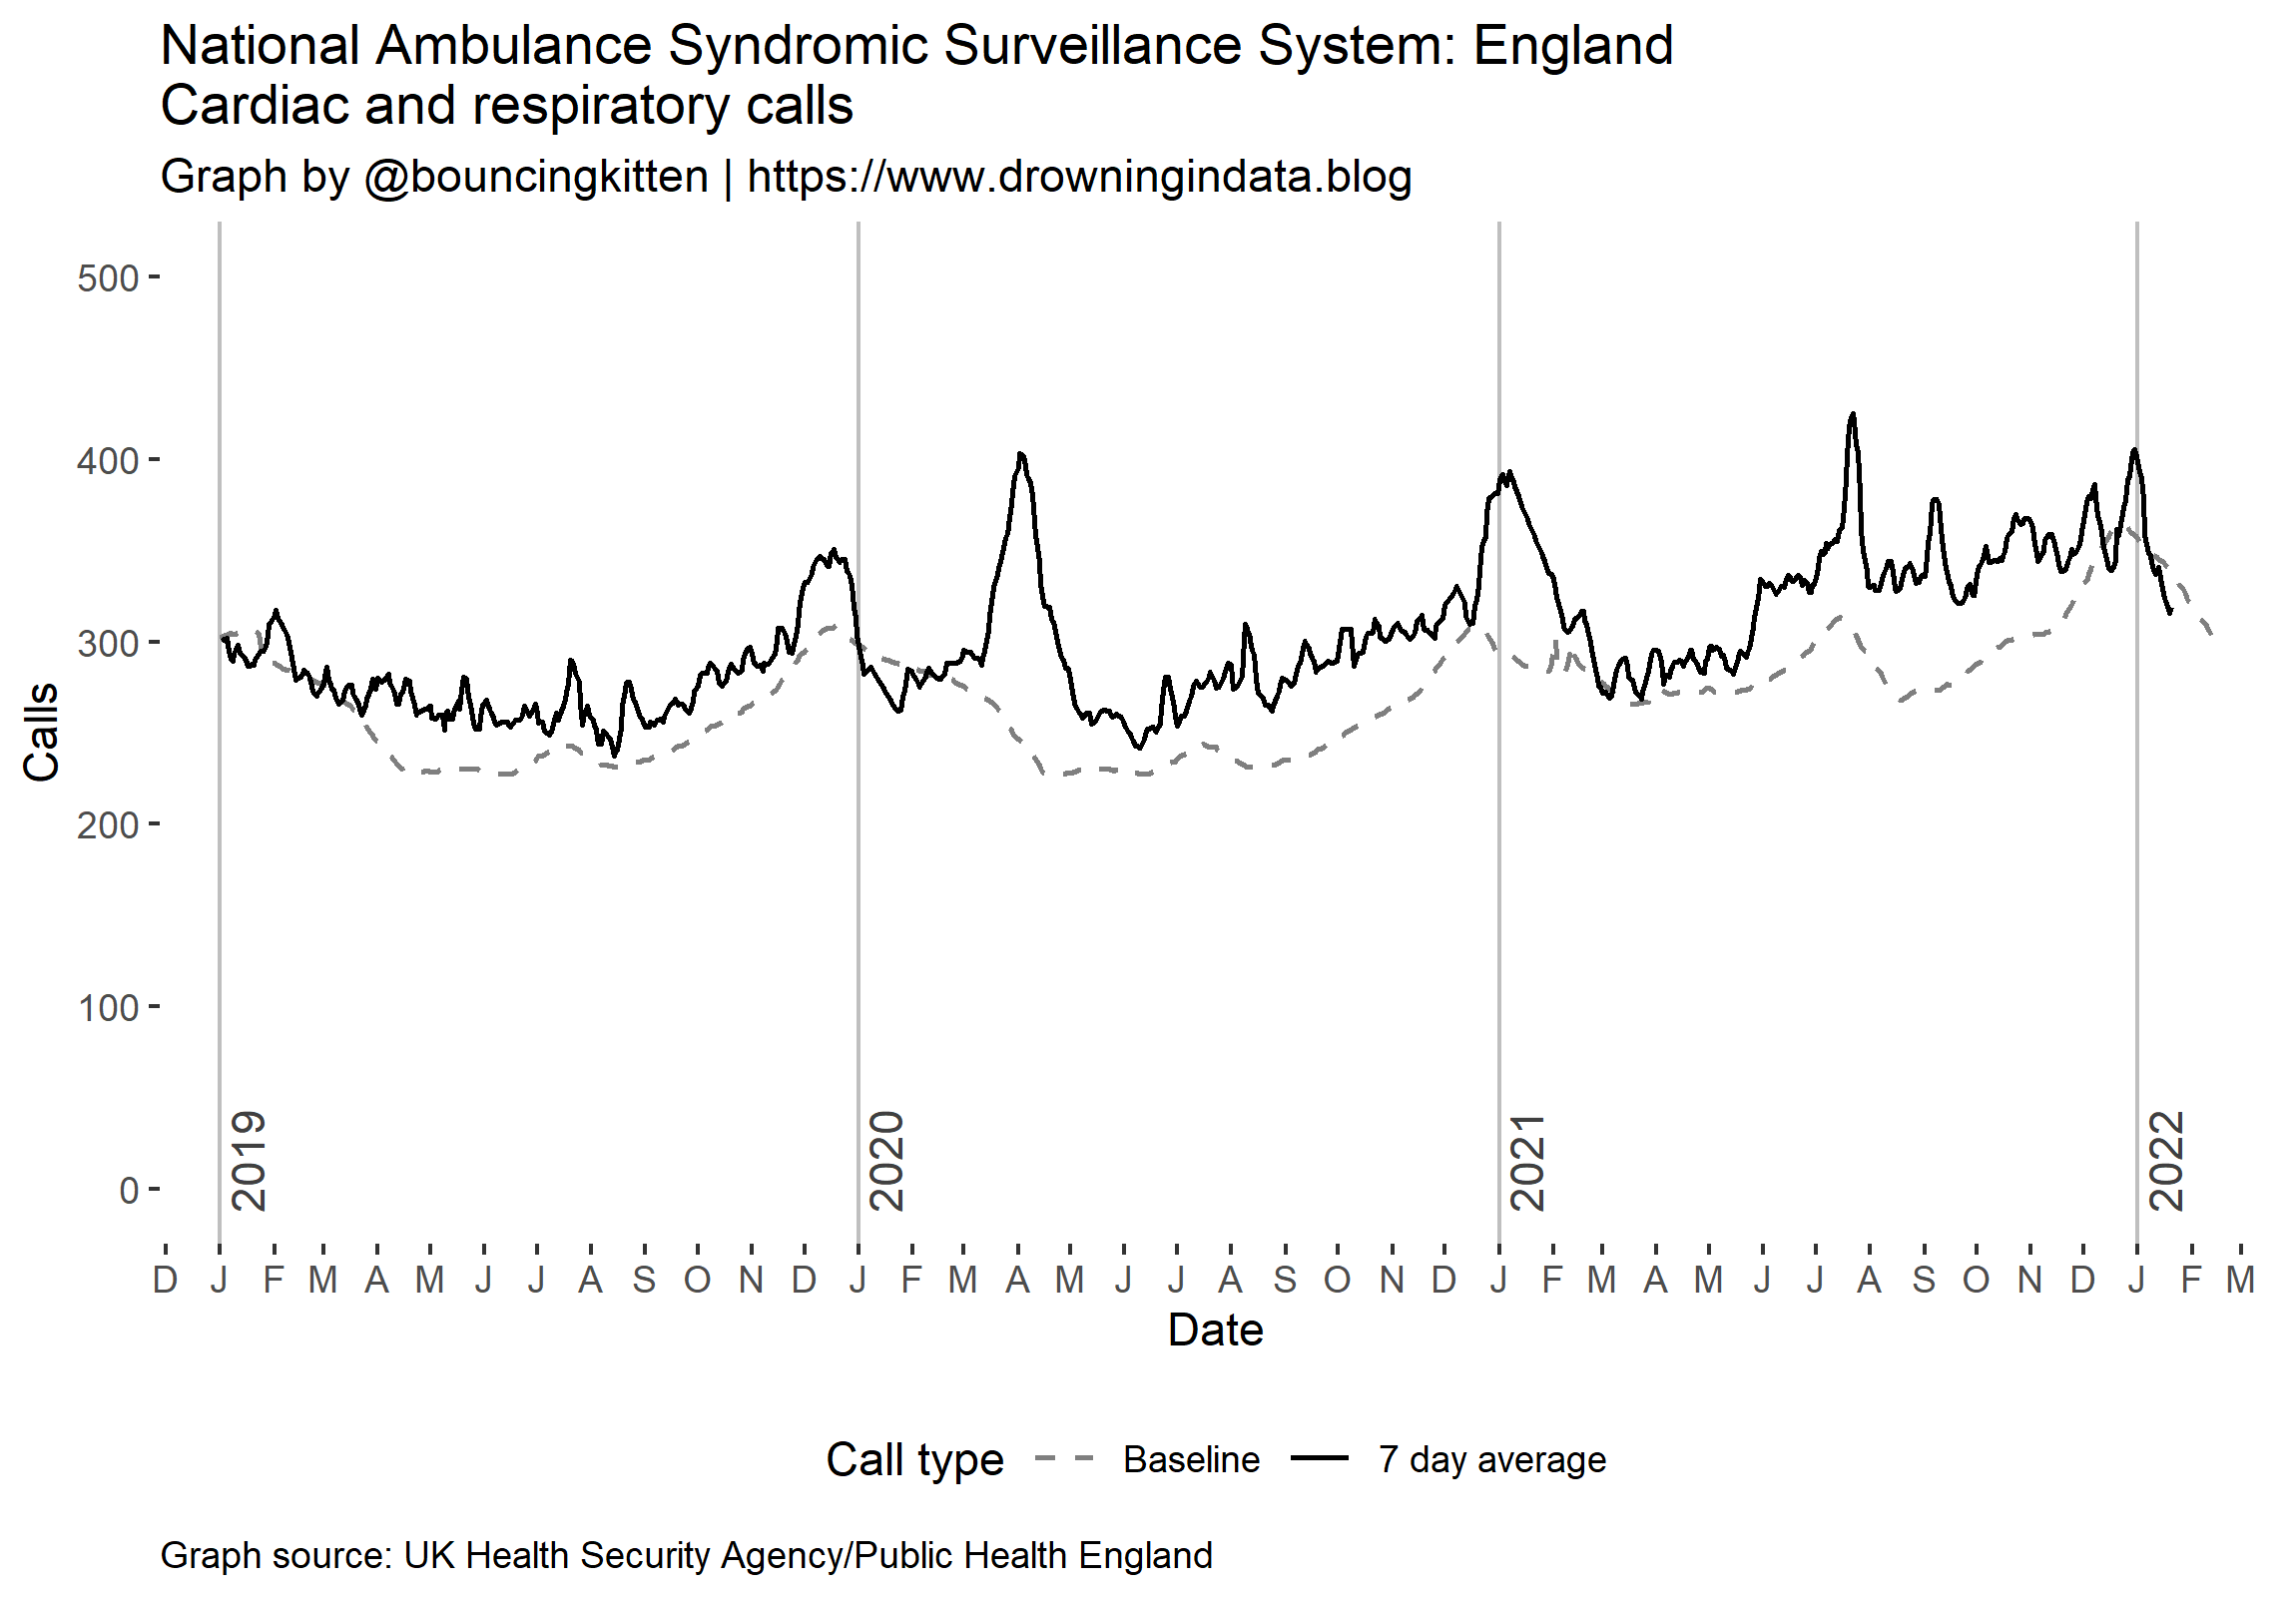 National Ambulance Syndromic Surveillance System: England
Cardiac and respiratory calls
Graph by @bouncingkitten | https://www.drowningindata.blog
500
400
300
200
100
0
Calls
2019
2020
2021
2022
D J F M A M J J A S O N D J F M A M J J A S O N D J F M A M J J A S O N D J F M
Date
Call type Baseline 7 day average
Graph source: UK Health Security Agency/Public Health England